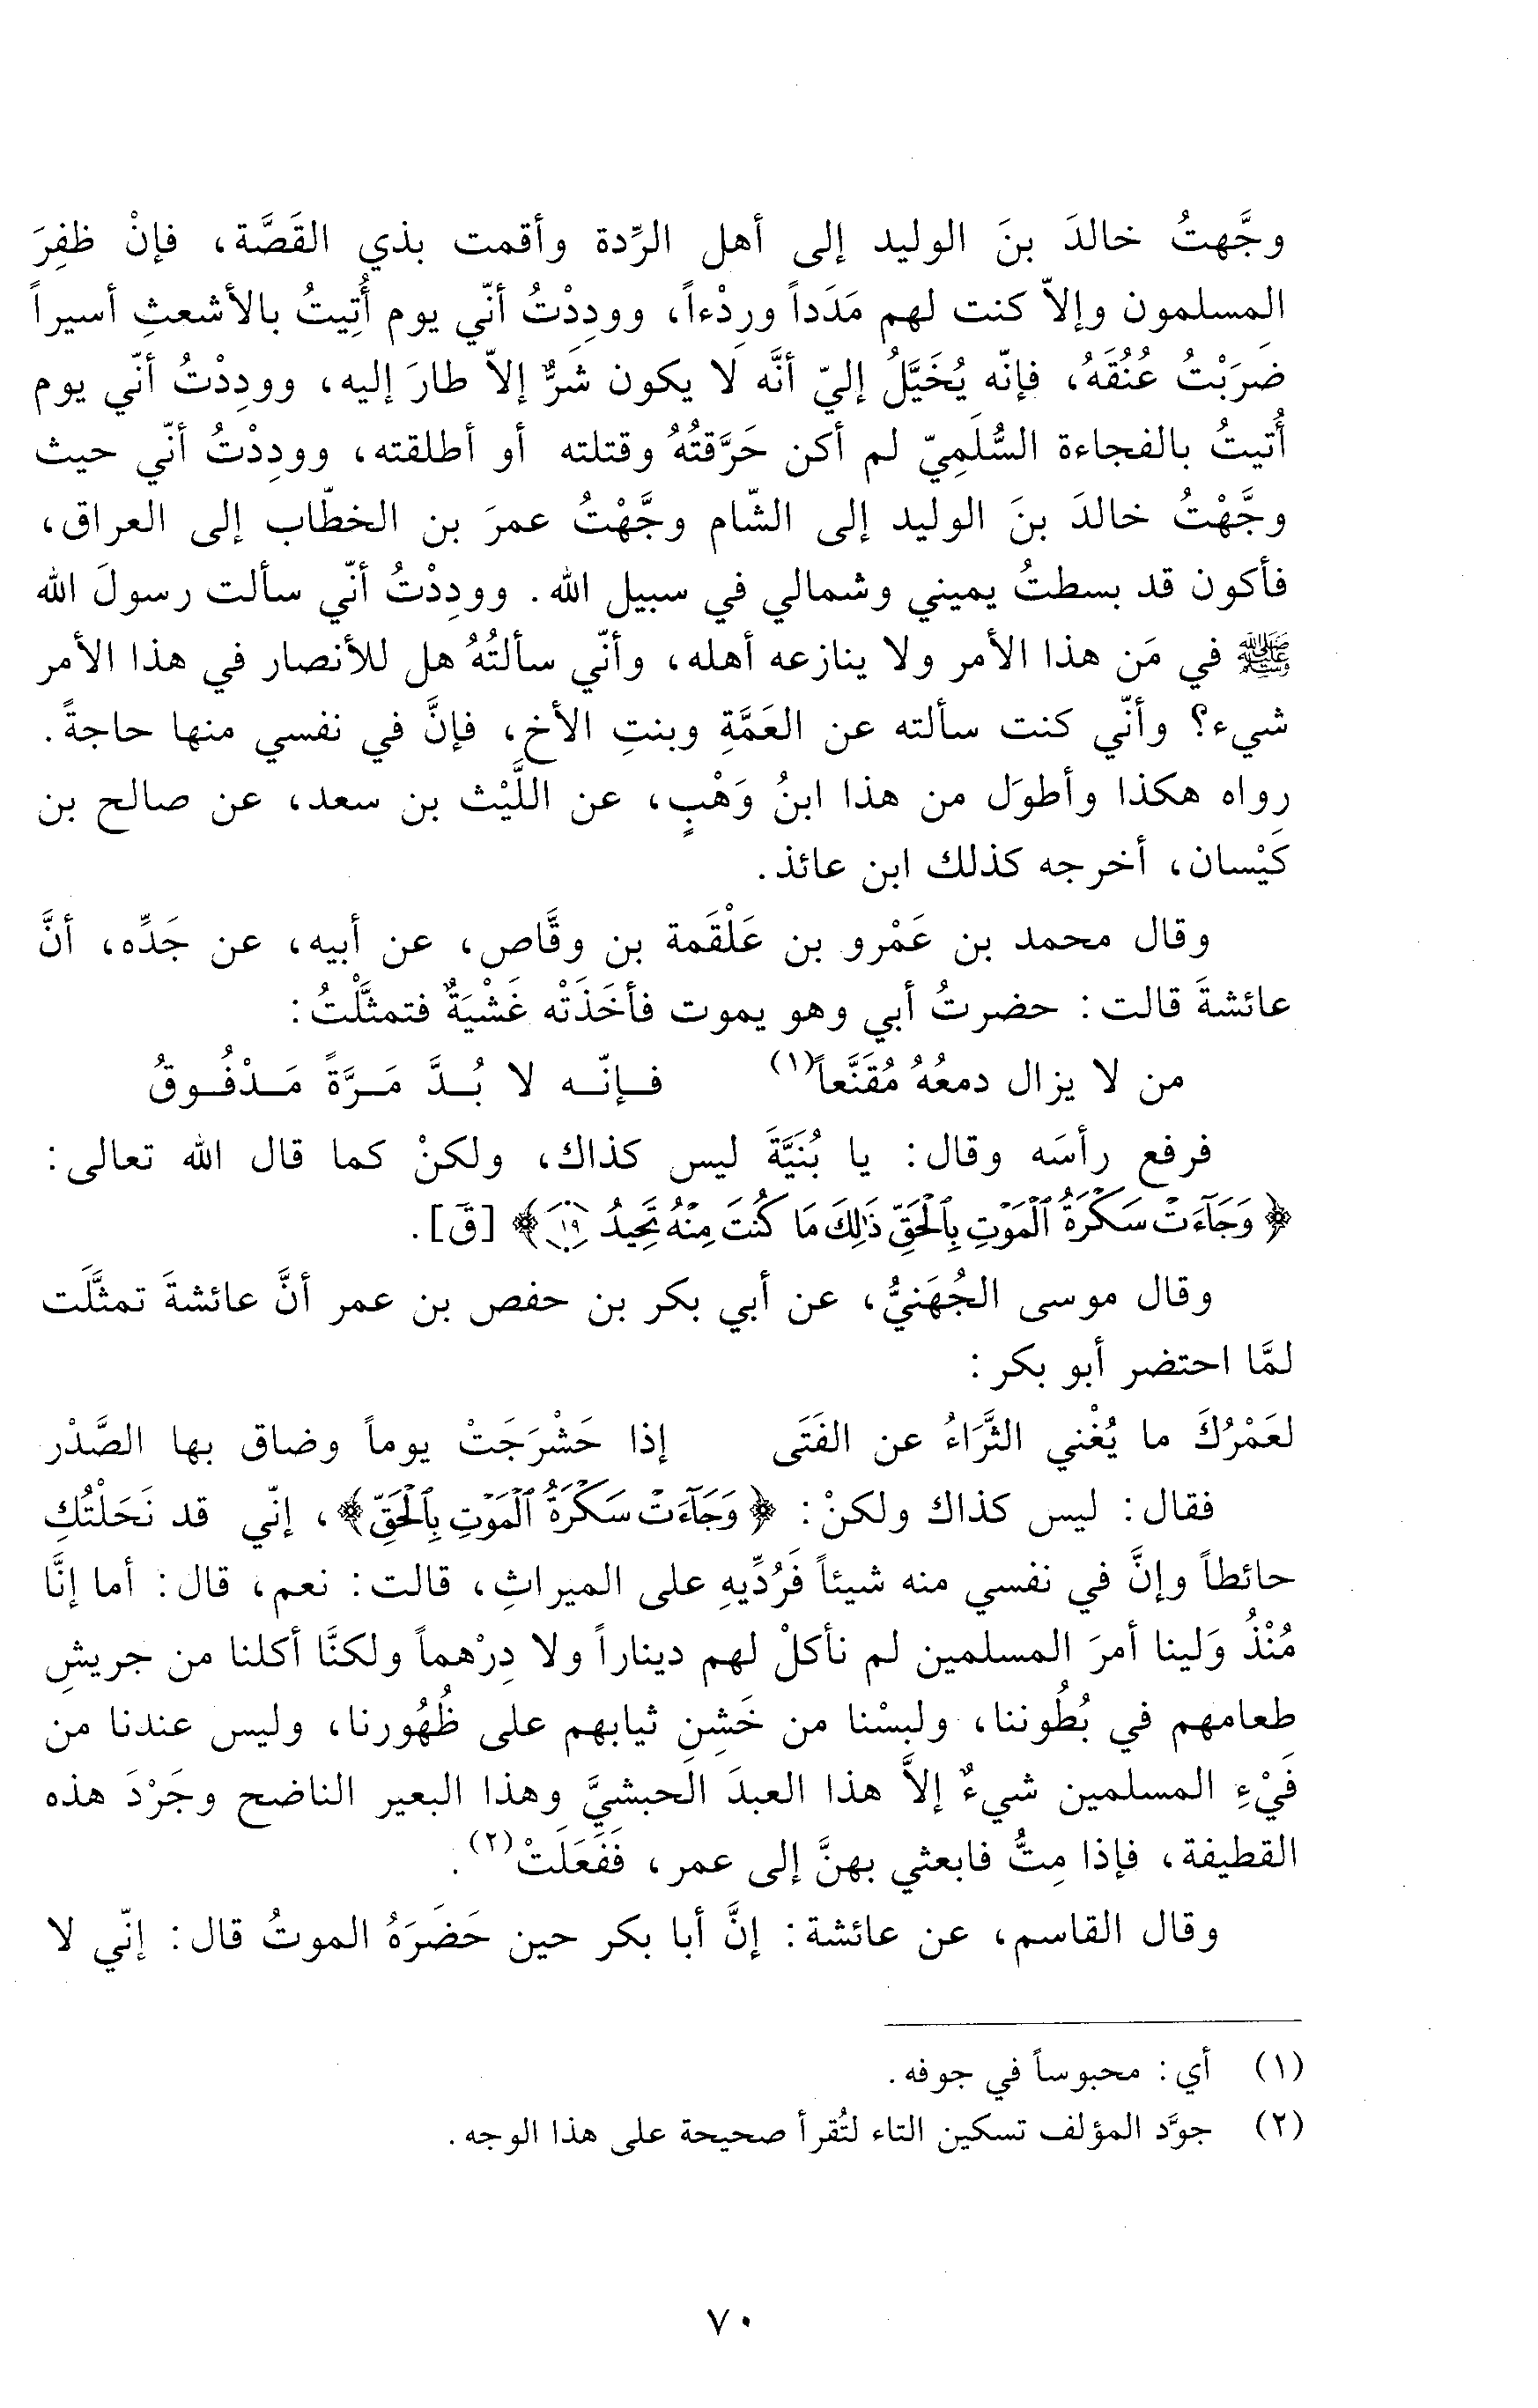 وجَّهتُ خالدَ بنَ الوليد إلى أهل الرِّدة وأقمت بذي القَصَّة، فإنْ ظفِرَ
المسلمون وإلاّ كنت لهم مَدَداً ورِدْءاً، وودِدْتُ أنّي يوم أُتِيتُ بالأشعثِ أسيراً
ضرَبْتُ عُنُقَهُ، فإنّه يُخَيَّلُ إليّ أنَّه لا يكون شَرٌّ إلاّ طارَ إليه، وودِدْتُ أنّي يوم
أُتيتُ بالفجاءة السُّلَمِيّ لم أكن حَرَّقتُهُ وقتلته أو أطلقته، وودِدْتُ أنّي حيث
وجَّهْتُ خالدَ بنَ الوليد إلى الشّام وجَّهْتُ عمرَ بن الخطّاب إلى العراق،
فأكون قد بسطتُ يميني وشمالي في سبيل الله. وودِدْتُ أنّي سألت رسولَ الله
ﷺ في مَن هذا الأمر ولا ينازعه أهله، وأنّي سألتُهُ هل للأنصار في هذا الأمر
شيء؟ وأنّي كنت سألته عن العَمَّةِ وبنتِ الأخ، فإنَّ في نفسي منها حاجةً.
رواه هكذا وأطوَل من هذا ابنُ وَهْبٍ، عن اللَّيْث بن سعد، عن صالح بن
كَيْسان، أخرجه كذلك ابن عائذ.
وقال محمد بن عَمْرو بن عَلْقَمة بن وقَّاص، عن أبيه، عن جَدِّه، أنَّ
عائشةَ قالت: حضرتُ أبي وهو يموت فأخَذَتْه غَشْيَةٌ فتمثَّلْتُ:
من لا يزال دمعُهُ مُقَنَّعاً(١) فإنّه لا بُدَّ مَرَّةً مَدْفُوقُ
فرفع رأسَه وقال: يا بُنَيَّةَ ليس كذاك، ولكنْ كما قال الله تعالى:
﴿وَجَآءَتْ سَكْرَةُ ٱلْمَوْتِ بِٱلْحَقِّ ذَٰلِكَ مَا كُنتَ مِنْهُ تَحِيدُ ١٩﴾ [قَ].
وقال موسى الجُهَنيُّ، عن أبي بكر بن حفص بن عمر أنَّ عائشةَ تمثَّلَت
لمَّا احتضر أبو بكر:
لعَمْرُكَ ما يُغْني الثَّرَاءُ عن الفَتَى إذا حَشْرَجَتْ يوماً وضاق بها الصَّدْر
فقال: ليس كذاك ولكنْ: ﴿وَجَآءَتْ سَكْرَةُ ٱلْمَوْتِ بِٱلْحَقِّ﴾، إنّي قد نَحَلْتُكِ
حائطاً وإنَّ في نفسي منه شيئاً فَرُدِّيهِ على الميراثِ، قالت: نعم، قال: أما إنَّا
مُنْذُ وَلينا أمرَ المسلمين لم نأكلْ لهم ديناراً ولا دِرْهماً ولكنَّا أكلنا من جريشِ
طعامهم في بُطُوننا، ولبسْنا من خَشِنِ ثيابهم على ظُهُورنا، وليس عندنا من
فَيْءِ المسلمين شيءٌ إلاَّ هذا العبدَ الحبشيَّ وهذا البعير الناضح وجَرْدَ هذه
القطيفة، فإذا مِتُّ فابعثي بهنَّ إلى عمر، فَفَعَلَتْ(٢).
وقال القاسم، عن عائشة: إنَّ أبا بكر حين حَضَرَهُ الموتُ قال: إنّي لا
(١) أي: محبوساً في جوفه.
(٢) جوَّد المؤلف تسكين التاء لتُقرأ صحيحة على هذا الوجه.
٧٠